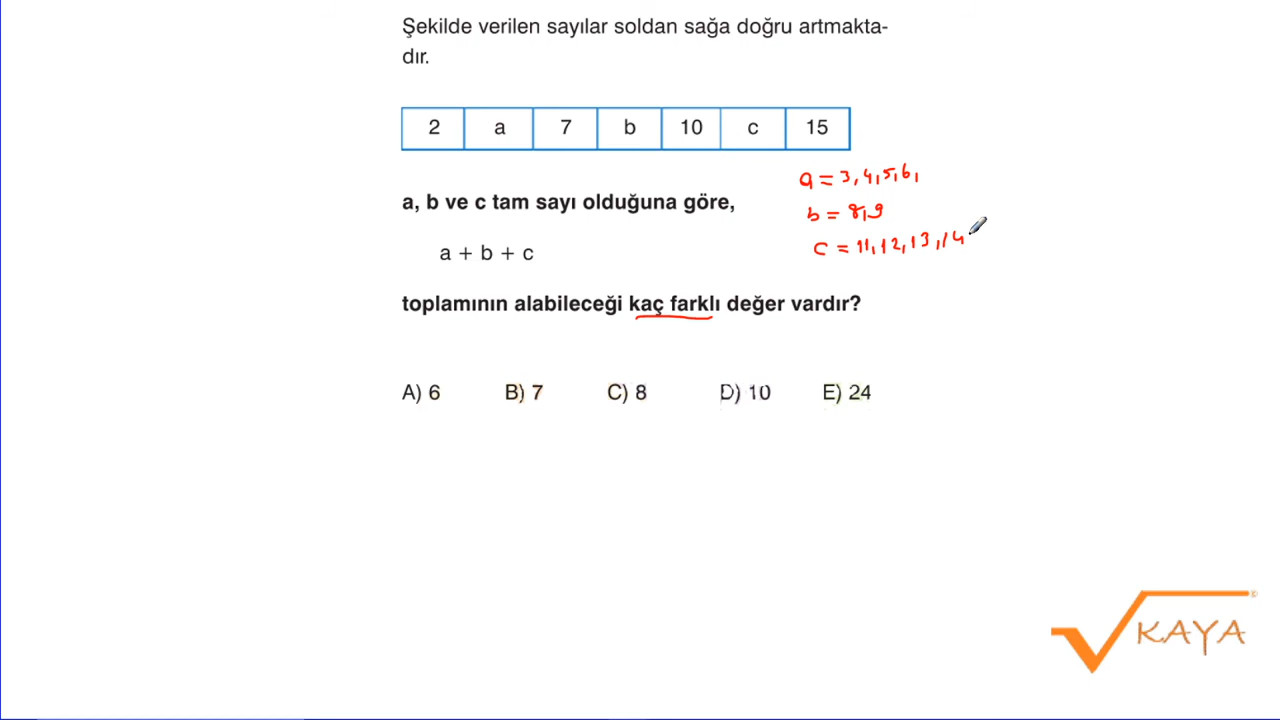 Şekilde verilen sayılar soldan sağa doğru artmakta-
dır.
2 a 7 b 10 c 15
a = 3, 4, 5, 6,
a, b ve c tam sayı olduğuna göre,
b = 8, 9
a + b + c
c = 11, 12, 13, 14
toplamının alabileceği kaç farklı değer vardır?
A) 6 B) 7 C) 8 D) 10 E) 24
KAYA